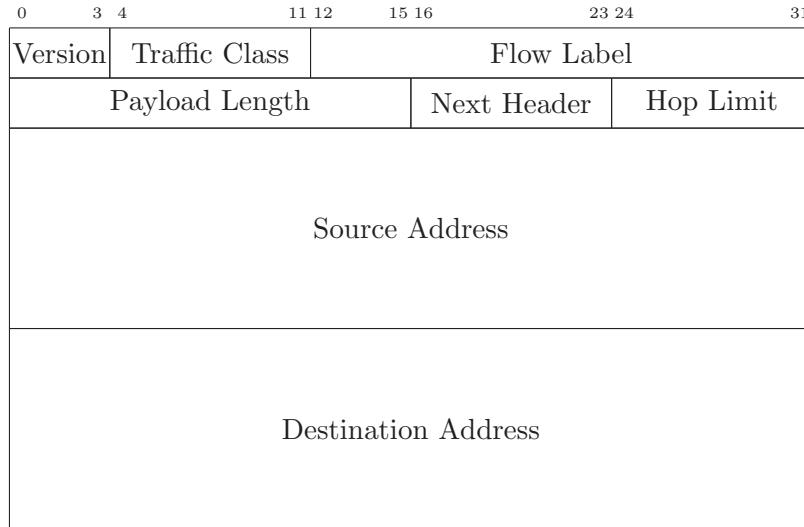 0 3 4 11 12 15 16 23 24 31
Version Traffic Class Flow Label
Payload Length Next Header Hop Limit
Source Address
Destination Address